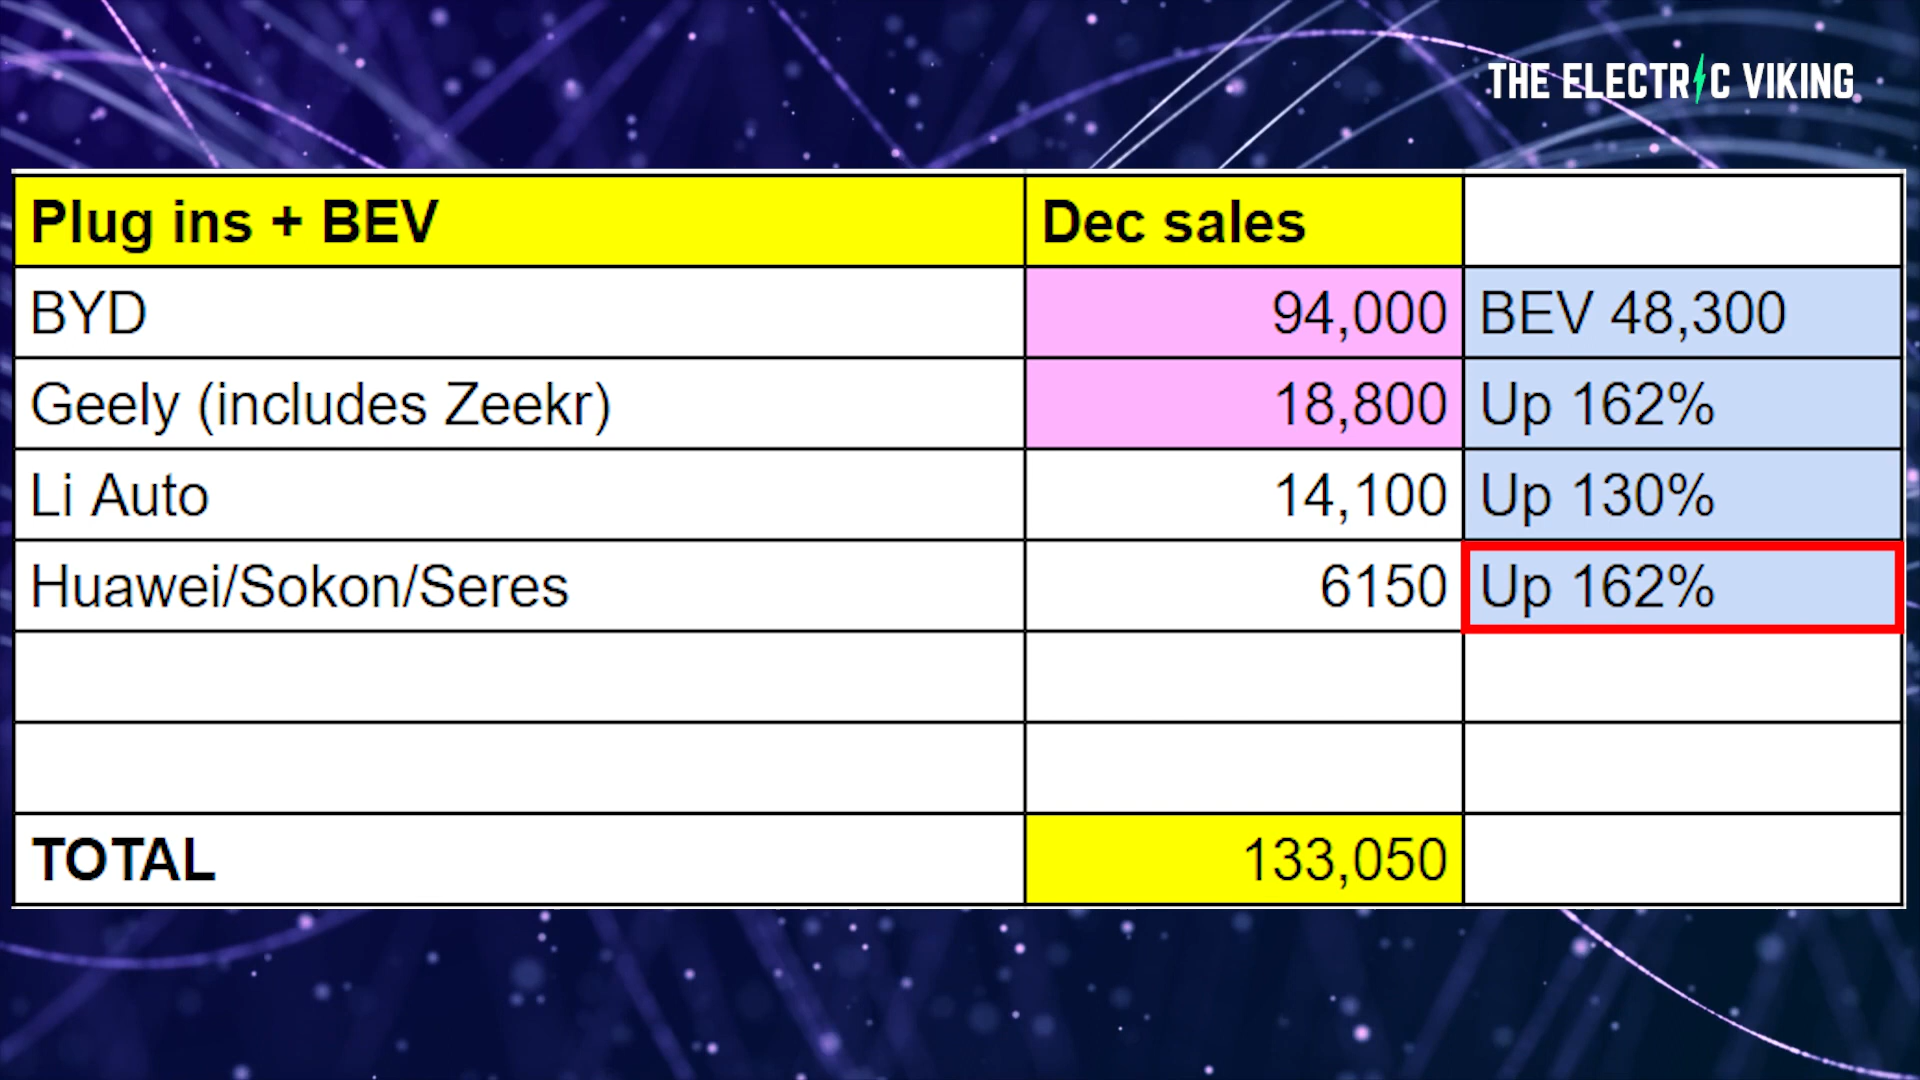 THE ELECTRIC VIKING
Plug ins + BEV Dec sales
BYD 94,000 BEV 48,300
Geely (includes Zeekr) 18,800 Up 162%
Li Auto 14,100 Up 130%
Huawei/Sokon/Seres 6150 Up 162%
TOTAL 133,050